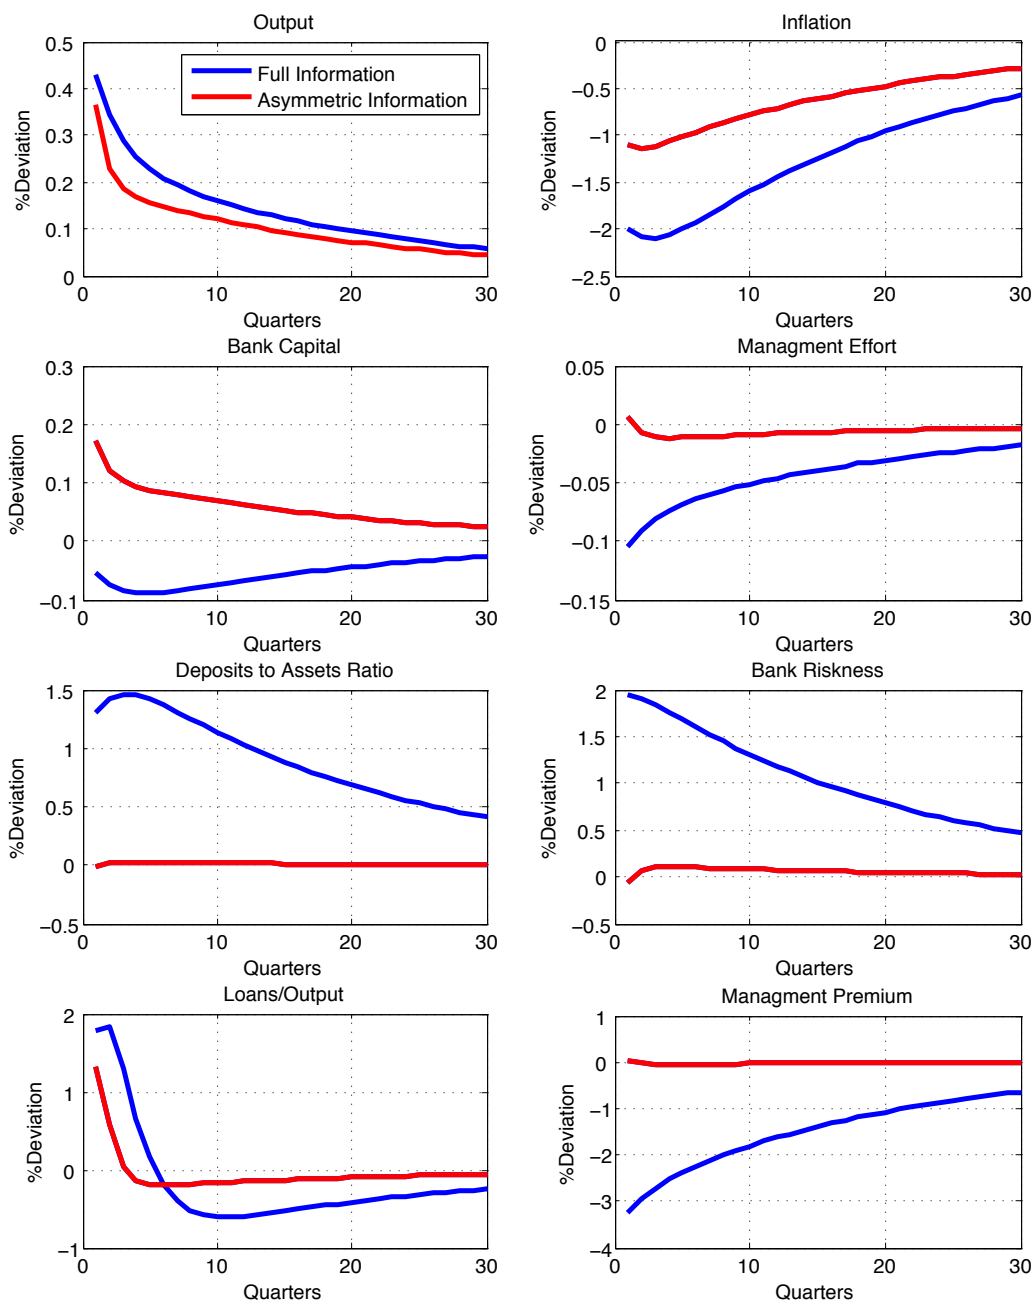 Output
%Deviation
0.5
0.4
0.3
0.2
0.1
0
Full Information
Asymmetric Information
0 10 20 30
Quarters
Inflation
%Deviation
0
−0.5
−1
−1.5
−2
−2.5
0 10 20 30
Quarters
Bank Capital
%Deviation
0.3
0.2
0.1
0
−0.1
0 10 20 30
Quarters
Managment Effort
%Deviation
0.05
0
−0.05
−0.1
−0.15
0 10 20 30
Quarters
Deposits to Assets Ratio
%Deviation
1.5
1
0.5
0
−0.5
0 10 20 30
Quarters
Bank Riskness
%Deviation
2
1.5
1
0.5
0
−0.5
0 10 20 30
Quarters
Loans/Output
%Deviation
2
1
0
−1
0 10 20 30
Quarters
Managment Premium
%Deviation
1
0
−1
−2
−3
−4
0 10 20 30
Quarters